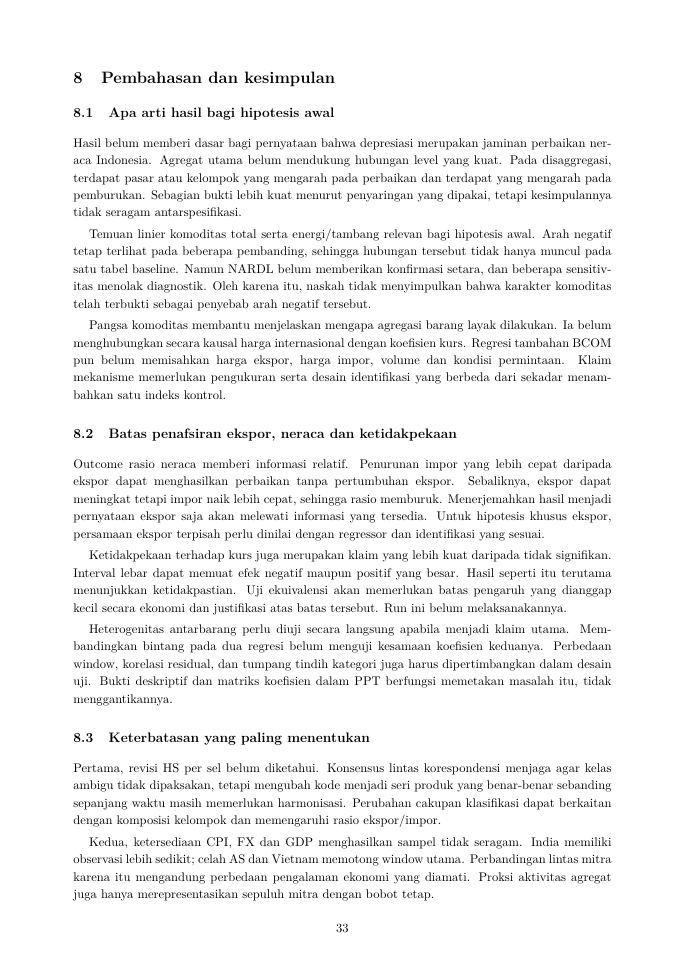 8 Pembahasan dan kesimpulan
8.1 Apa arti hasil bagi hipotesis awal
Hasil belum memberi dasar bagi pernyataan bahwa depresiasi merupakan jaminan perbaikan ner-
aca Indonesia. Agregat utama belum mendukung hubungan level yang kuat. Pada disaggregasi,
terdapat pasar atau kelompok yang mengarah pada perbaikan dan terdapat yang mengarah pada
pemburukan. Sebagian bukti lebih kuat menurut penyaringan yang dipakai, tetapi kesimpulannya
tidak seragam antarspesifikasi.
Temuan linier komoditas total serta energi/tambang relevan bagi hipotesis awal. Arah negatif
tetap terlihat pada beberapa pembanding, sehingga hubungan tersebut tidak hanya muncul pada
satu tabel baseline. Namun NARDL belum memberikan konfirmasi setara, dan beberapa sensitiv-
itas menolak diagnostik. Oleh karena itu, naskah tidak menyimpulkan bahwa karakter komoditas
telah terbukti sebagai penyebab arah negatif tersebut.
Pangsa komoditas membantu menjelaskan mengapa agregasi barang layak dilakukan. Ia belum
menghubungkan secara kausal harga internasional dengan koefisien kurs. Regresi tambahan BCOM
pun belum memisahkan harga ekspor, harga impor, volume dan kondisi permintaan. Klaim
mekanisme memerlukan pengukuran serta desain identifikasi yang berbeda dari sekadar menam-
bahkan satu indeks kontrol.
8.2 Batas penafsiran ekspor, neraca dan ketidakpekaan
Outcome rasio neraca memberi informasi relatif. Penurunan impor yang lebih cepat daripada
ekspor dapat menghasilkan perbaikan tanpa pertumbuhan ekspor. Sebaliknya, ekspor dapat
meningkat tetapi impor naik lebih cepat, sehingga rasio memburuk. Menerjemahkan hasil menjadi
pernyataan ekspor saja akan melewati informasi yang tersedia. Untuk hipotesis khusus ekspor,
persamaan ekspor terpisah perlu dinilai dengan regressor dan identifikasi yang sesuai.
Ketidakpekaan terhadap kurs juga merupakan klaim yang lebih kuat daripada tidak signifikan.
Interval lebar dapat memuat efek negatif maupun positif yang besar. Hasil seperti itu terutama
menunjukkan ketidakpastian. Uji ekuivalensi akan memerlukan batas pengaruh yang dianggap
kecil secara ekonomi dan justifikasi atas batas tersebut. Run ini belum melaksanakannya.
Heterogenitas antarbarang perlu diuji secara langsung apabila menjadi klaim utama. Mem-
bandingkan bintang pada dua regresi belum menguji kesamaan koefisien keduanya. Perbedaan
window, korelasi residual, dan tumpang tindih kategori juga harus dipertimbangkan dalam desain
uji. Bukti deskriptif dan matriks koefisien dalam PPT berfungsi memetakan masalah itu, tidak
menggantikannya.
8.3 Keterbatasan yang paling menentukan
Pertama, revisi HS per sel belum diketahui. Konsensus lintas korespondensi menjaga agar kelas
ambigu tidak dipaksakan, tetapi mengubah kode menjadi seri produk yang benar-benar sebanding
sepanjang waktu masih memerlukan harmonisasi. Perubahan cakupan klasifikasi dapat berkaitan
dengan komposisi kelompok dan memengaruhi rasio ekspor/impor.
Kedua, ketersediaan CPI, FX dan GDP menghasilkan sampel tidak seragam. India memiliki
observasi lebih sedikit; celah AS dan Vietnam memotong window utama. Perbandingan lintas mitra
karena itu mengandung perbedaan pengalaman ekonomi yang diamati. Proksi aktivitas agregat
juga hanya merepresentasikan sepuluh mitra dengan bobot tetap.
33